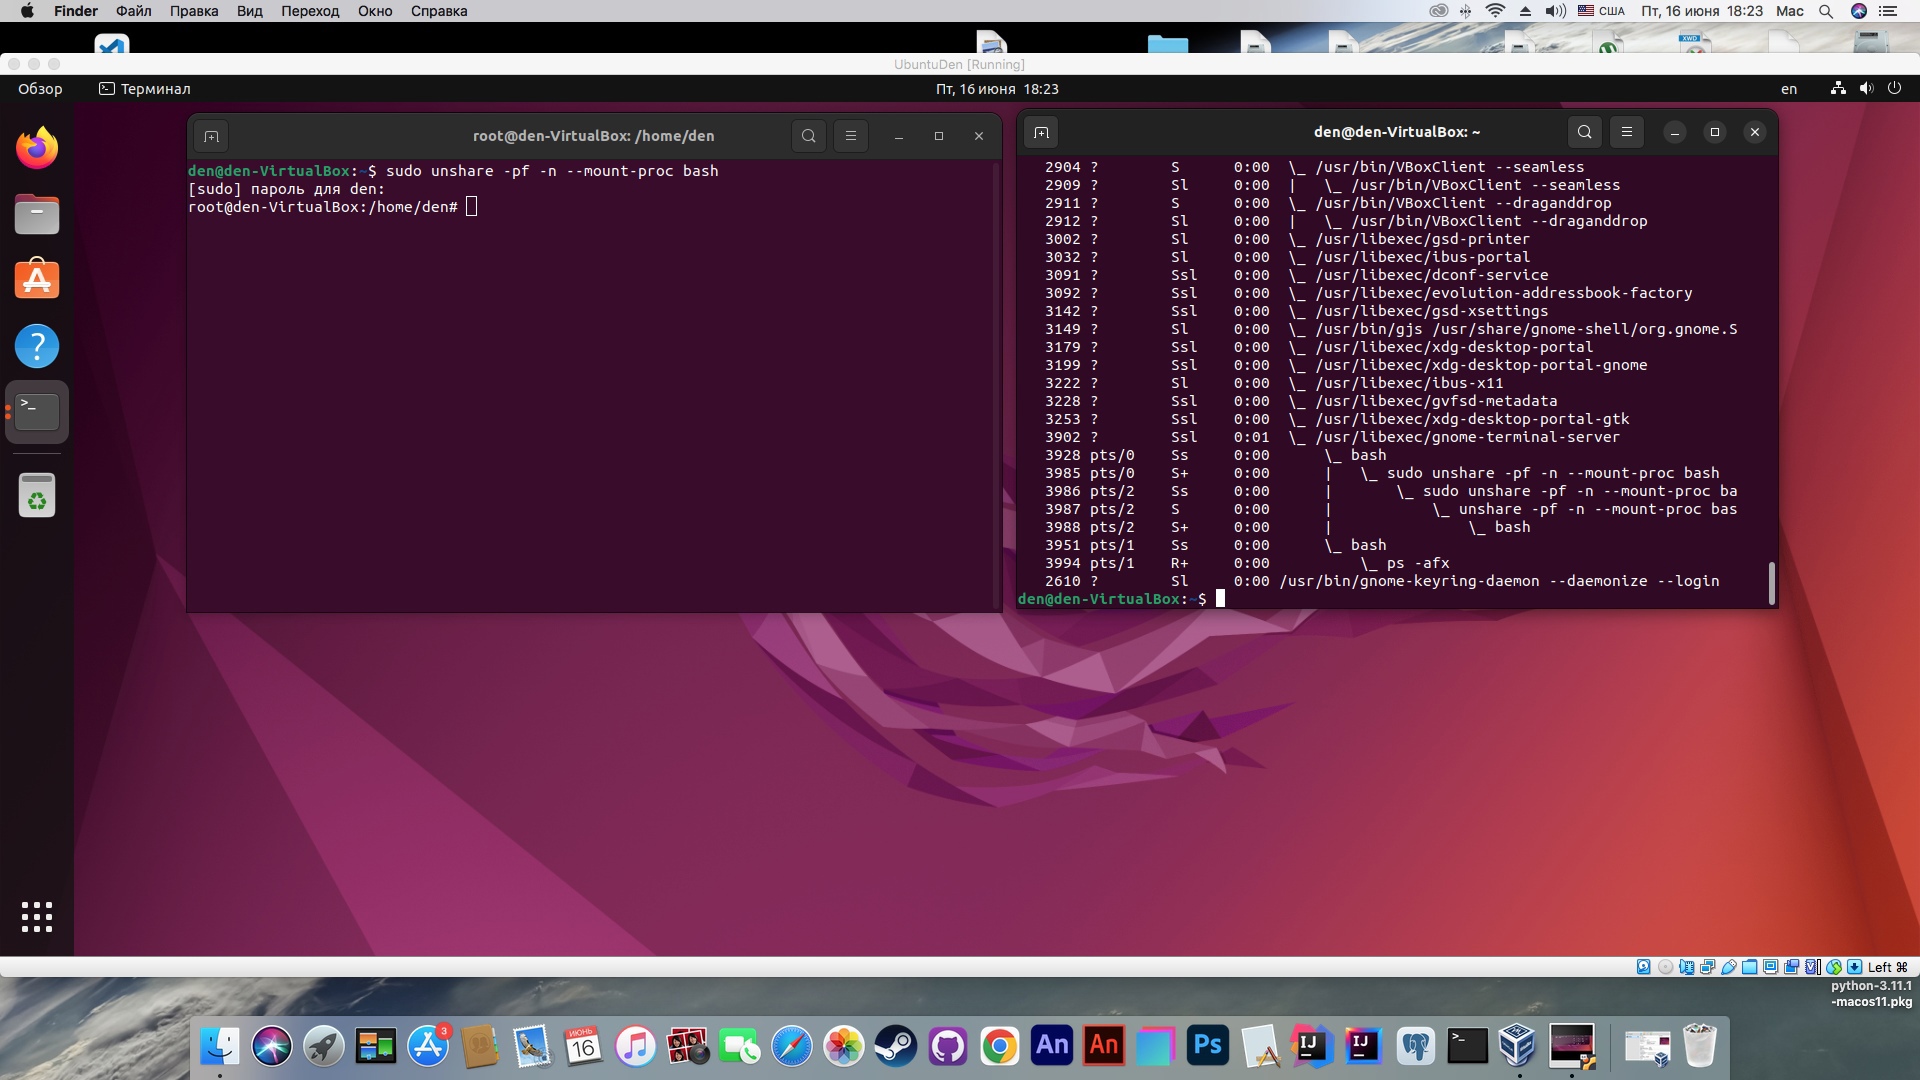 Finder Файл Правка Вид Переход Окно Справка США Пт, 16 июня 18:23 Mac
XWD
UbuntuDen [Running]
Обзор Терминал Пт, 16 июня 18:23 en
root@den-VirtualBox: /home/den
den@den-VirtualBox:~$ sudo unshare -pf -n --mount-proc bash
[sudo] пароль для den:
root@den-VirtualBox:/home/den#
den@den-VirtualBox: ~
2904 ? S 0:00 \_ /usr/bin/VBoxClient --seamless
2909 ? Sl 0:00 | \_ /usr/bin/VBoxClient --seamless
2911 ? S 0:00 \_ /usr/bin/VBoxClient --draganddrop
2912 ? Sl 0:00 | \_ /usr/bin/VBoxClient --draganddrop
3002 ? Sl 0:00 \_ /usr/libexec/gsd-printer
3032 ? Sl 0:00 \_ /usr/libexec/ibus-portal
3091 ? Ssl 0:00 \_ /usr/libexec/dconf-service
3092 ? Ssl 0:00 \_ /usr/libexec/evolution-addressbook-factory
3142 ? Ssl 0:00 \_ /usr/libexec/gsd-xsettings
3149 ? Sl 0:00 \_ /usr/bin/gjs /usr/share/gnome-shell/org.gnome.S
3179 ? Ssl 0:00 \_ /usr/libexec/xdg-desktop-portal
3199 ? Ssl 0:00 \_ /usr/libexec/xdg-desktop-portal-gnome
3222 ? Sl 0:00 \_ /usr/libexec/ibus-x11
3228 ? Ssl 0:00 \_ /usr/libexec/gvfsd-metadata
3253 ? Ssl 0:00 \_ /usr/libexec/xdg-desktop-portal-gtk
3902 ? Ssl 0:01 \_ /usr/libexec/gnome-terminal-server
3928 pts/0 Ss 0:00 \_ bash
3985 pts/0 S+ 0:00 | \_ sudo unshare -pf -n --mount-proc bash
3986 pts/2 Ss 0:00 | \_ sudo unshare -pf -n --mount-proc ba
3987 pts/2 S 0:00 | \_ unshare -pf -n --mount-proc bas
3988 pts/2 S+ 0:00 | \_ bash
3951 pts/1 Ss 0:00 \_ bash
3994 pts/1 R+ 0:00 \_ ps -afx
2610 ? Sl 0:00 /usr/bin/gnome-keyring-daemon --daemonize --login
den@den-VirtualBox:~$
Left ⌘
python-3.11.1
-macos11.pkg
3
ИЮНЬ
16
An
An
Ps
IJ
IJ